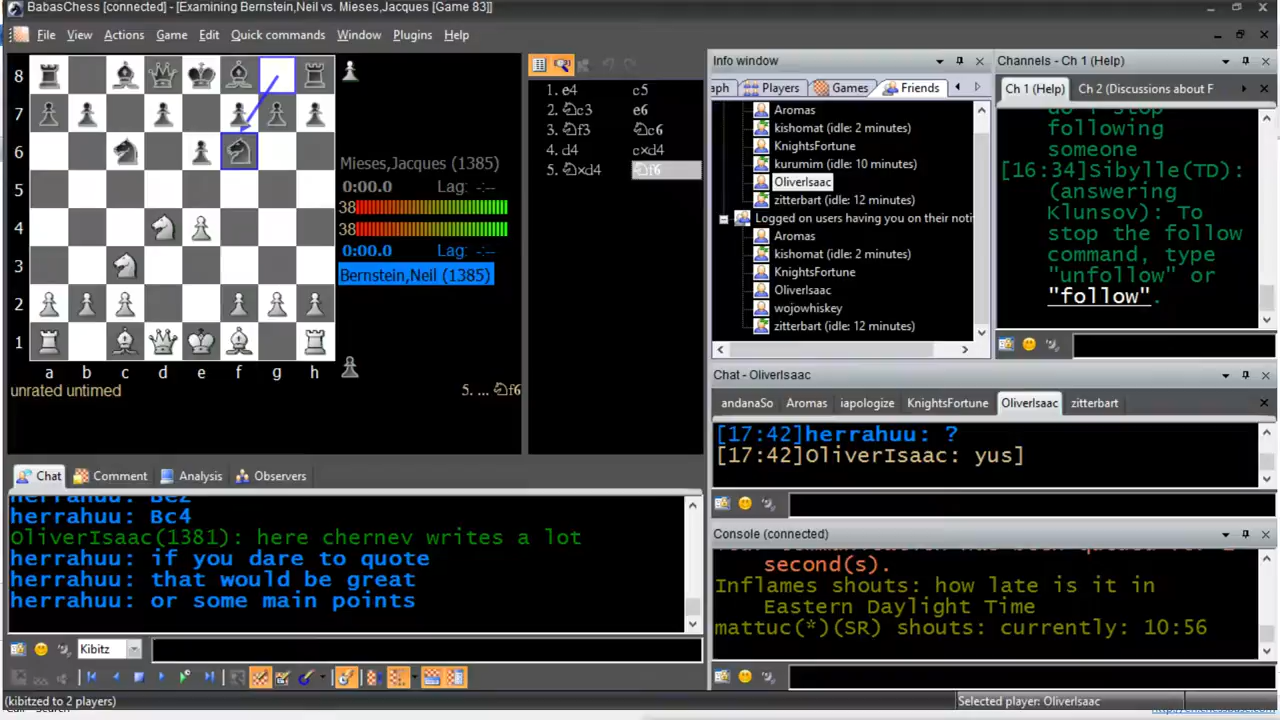 BabasChess [connected] - [Examining Bernstein,Neil vs. Mieses,Jacques [Game 83]]
File View Actions Game Edit Quick commands Window Plugins Help
8
7
6
5
4
3
2
1
a b c d e f g h
unrated untimed
5. ... ♘f6
Mieses,Jacques (1385)
0:00.0 Lag: -:--
38
38
0:00.0 Lag: -:--
Bernstein,Neil (1385)
1. e4 c5
2. ♘c3 e6
3. ♘f3 ♘c6
4. d4 c×d4
5. ♘×d4 ♘f6
Info window
aph Players Games Friends
Aromas
kishomat (idle: 2 minutes)
KnightsFortune
kurumim (idle: 10 minutes)
OliverIsaac
zitterbart (idle: 12 minutes)
Logged on users having you on their noti
Aromas
kishomat (idle: 2 minutes)
KnightsFortune
OliverIsaac
wojowhiskey
zitterbart (idle: 12 minutes)
Channels - Ch 1 (Help)
Ch 1 (Help) Ch 2 (Discussions about F
following
someone
[16:34]Sibylle(TD):
(answering
Klunsov): To
stop the follow
command, type
"unfollow" or
"follow".
Chat - OliverIsaac
andanaSo Aromas iapologize KnightsFortune OliverIsaac zitterbart
[17:42]herrahuu: ?
[17:42]OliverIsaac: yus]
Chat Comment Analysis Observers
herrahuu: Be2
herrahuu: Bc4
OliverIsaac(1381): here chernev writes a lot
herrahuu: if you dare to quote
herrahuu: that would be great
herrahuu: or some main points
Kibitz
Console (connected)
second(s).
Inflames shouts: how late is it in
Eastern Daylight Time
mattuc(*)(SR) shouts: currently: 10:56
(kibitzed to 2 players)
Selected player: OliverIsaac